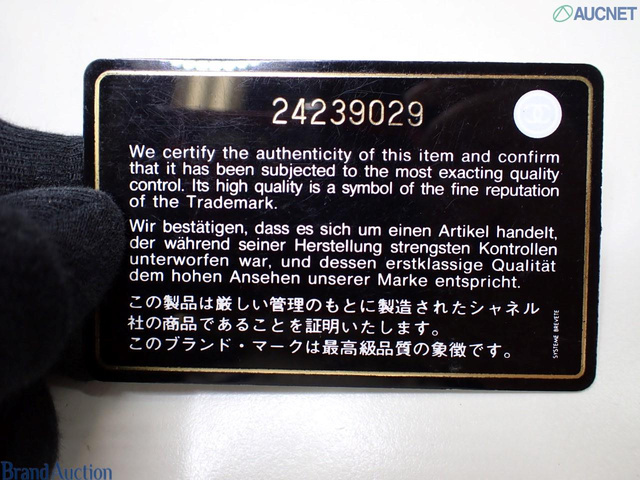 AUCNET
24239029
We certify the authenticity of this item and confirm
that it has been subjected to the most exacting quality
control. Its high quality is a symbol of the fine reputation
of the Trademark.
Wir bestätigen, dass es sich um einen Artikel handelt,
der während seiner Herstellung strengsten Kontrollen
unterworfen war, und dessen erstklassige Qualität
dem hohen Ansehen unserer Marke entspricht.
この製品は厳しい管理のもとに製造されたシャネル
社の商品であることを証明いたします。
このブランド・マークは最高級品質の象徴です。
SYSTEME BREVETE
Brand Auction